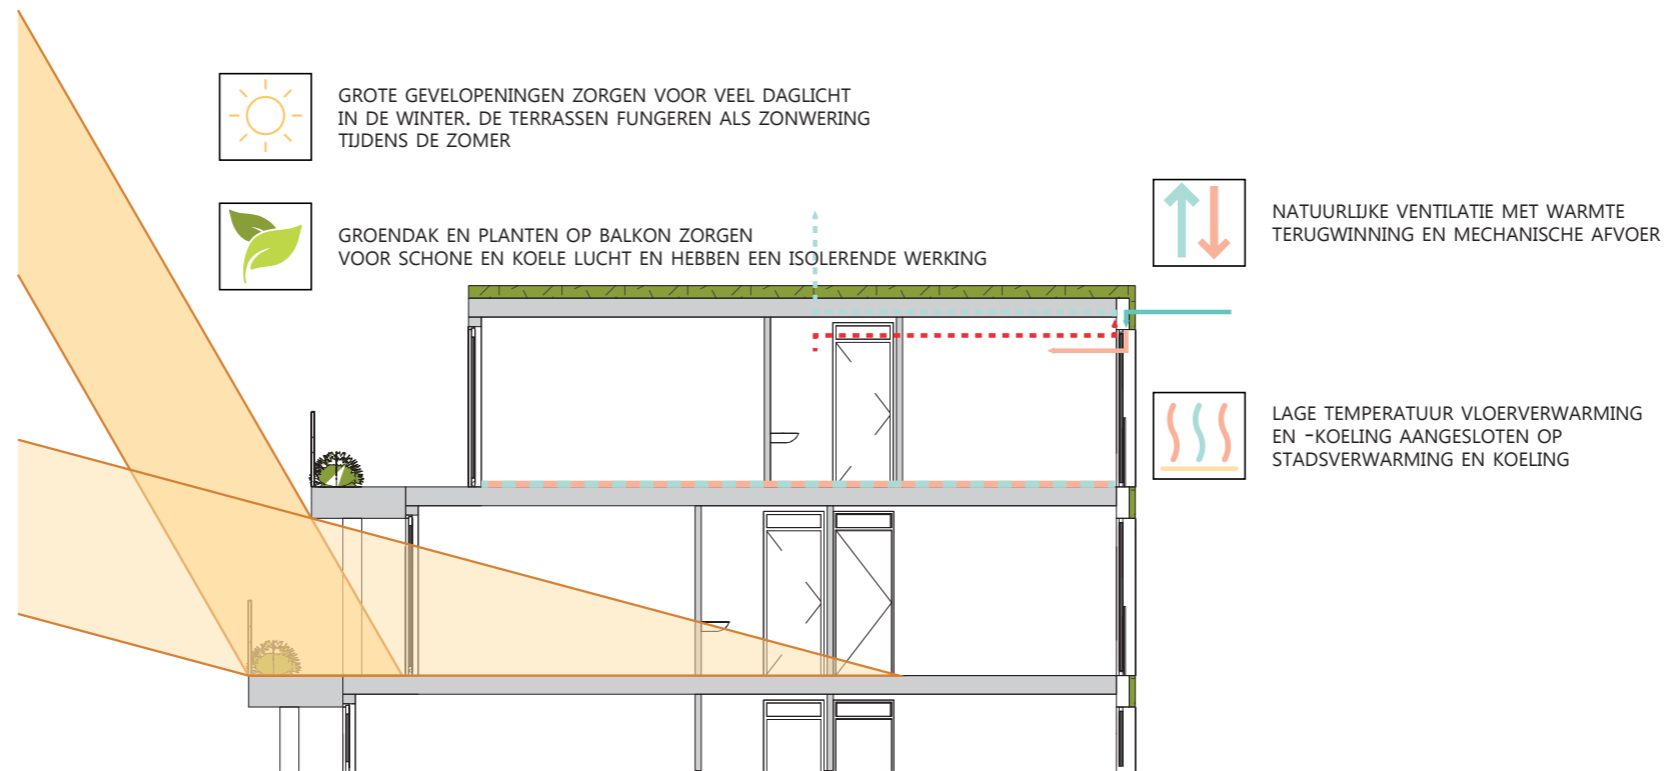 GROTE GEVELOPENINGEN ZORGEN VOOR VEEL DAGLICHT
IN DE WINTER. DE TERRASSEN FUNGEREN ALS ZONWERING
TIJDENS DE ZOMER
GROENDAK EN PLANTEN OP BALKON ZORGEN
VOOR SCHONE EN KOELE LUCHT EN HEBBEN EEN ISOLERENDE WERKING
NATUURLIJKE VENTILATIE MET WARMTE
TERUGWINNING EN MECHANISCHE AFVOER
LAGE TEMPERATUUR VLOERVERWARMING
EN -KOELING AANGESLOTEN OP
STADSVERWARMING EN KOELING